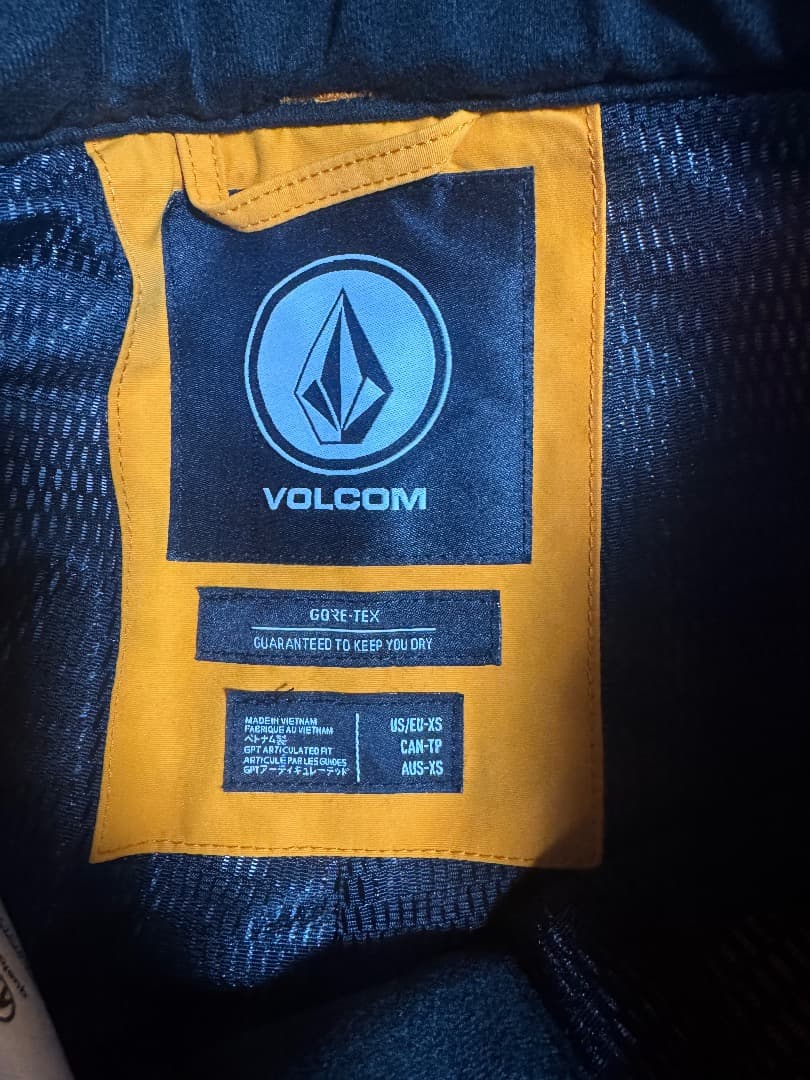 VOLCOM
GORE-TEX
GUARANTEED TO KEEP YOU DRY
MADE IN VIETNAM
FABRIQUE AU VIETNAM
ベトナム製
GPT ARTICULATED FIT
ARTICULÉ PAR LES GUIDES
GPTアーティキュレーテッド
US/EU-XS
CAN-TP
AUS-XS